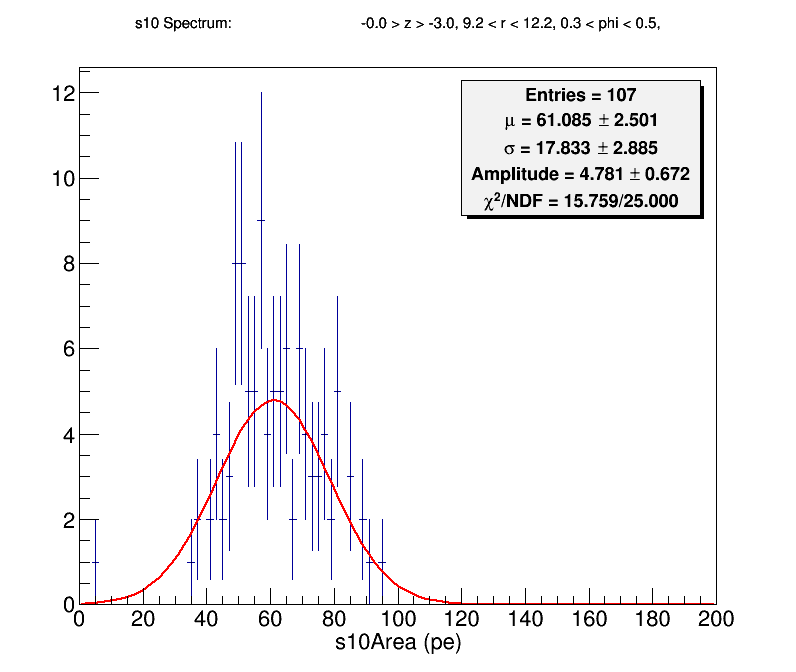 s10 Spectrum: -0.0 > z > -3.0, 9.2 < r < 12.2, 0.3 < phi < 0.5,
Entries = 107
μ = 61.085 ± 2.501
σ = 17.833 ± 2.885
Amplitude = 4.781 ± 0.672
χ²/NDF = 15.759/25.000
12
10
8
6
4
2
0
0 20 40 60 80 100 120 140 160 180 200
s10Area (pe)